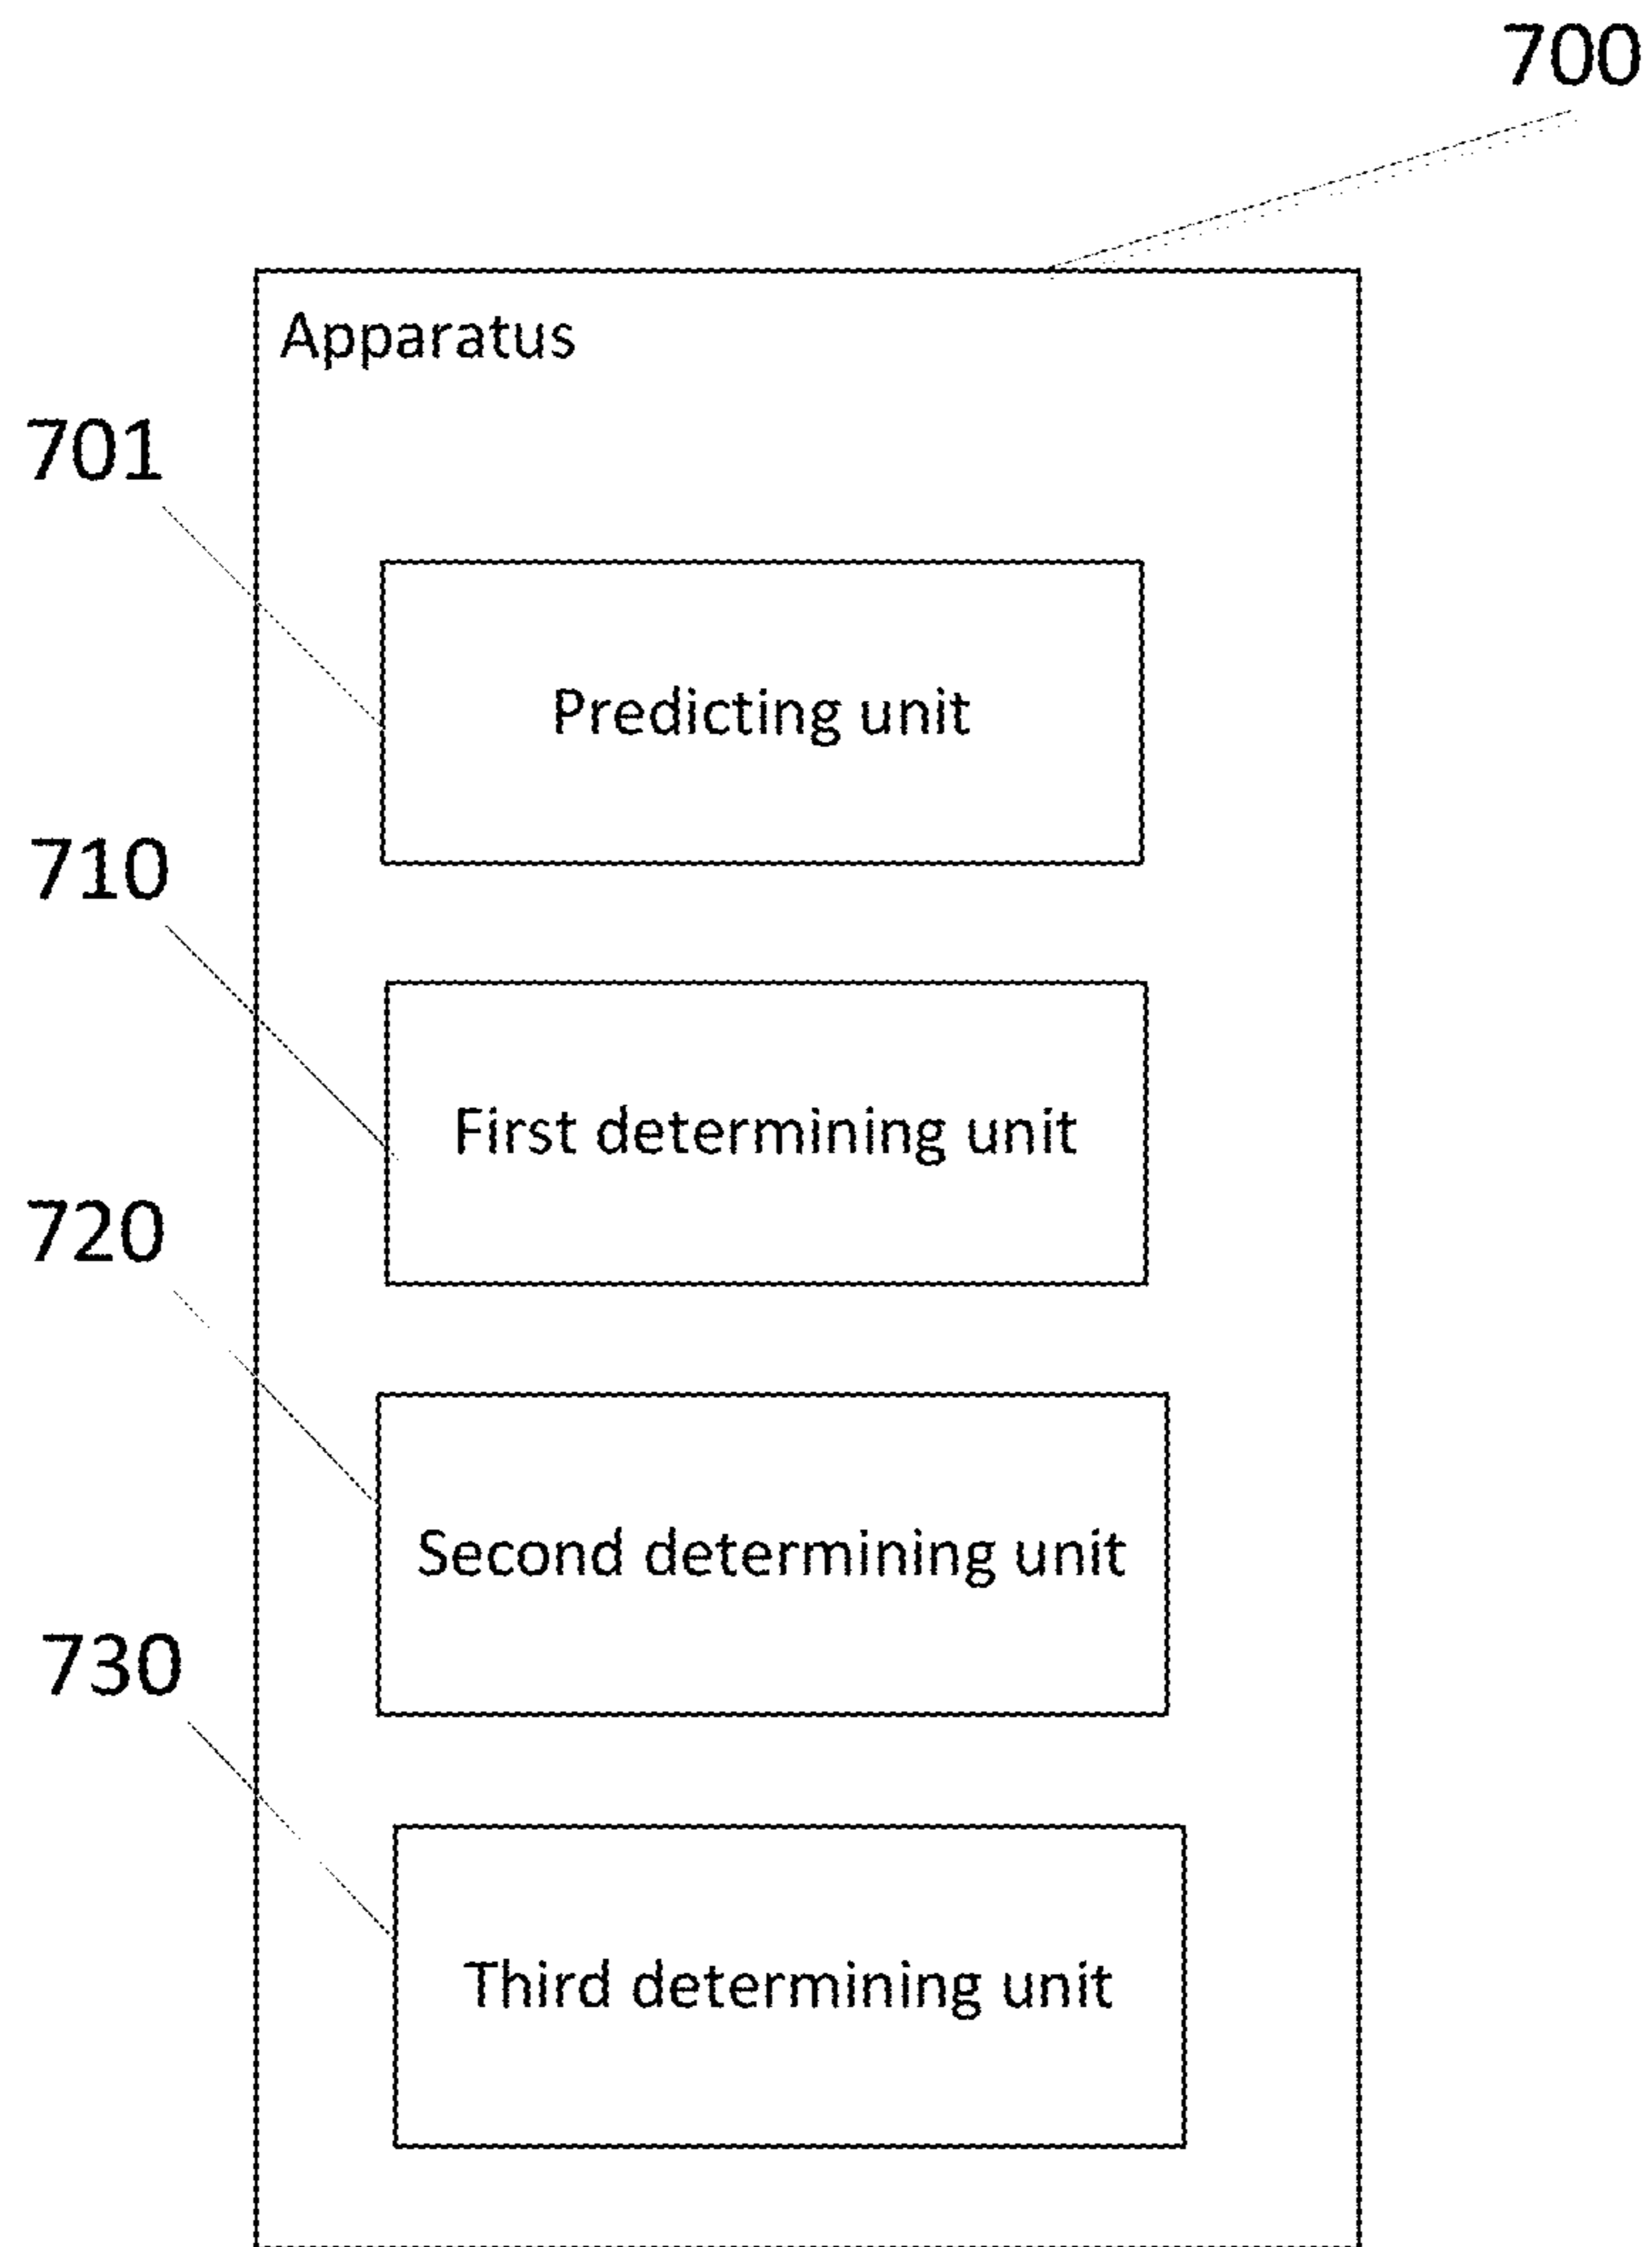 700
Apparatus
701
Predicting unit
710
First determining unit
720
Second determining unit
730
Third determining unit